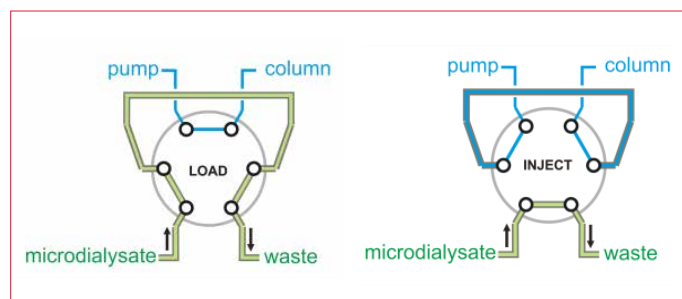 pump column
LOAD
microdialysate waste
pump column
INJECT
microdialysate waste